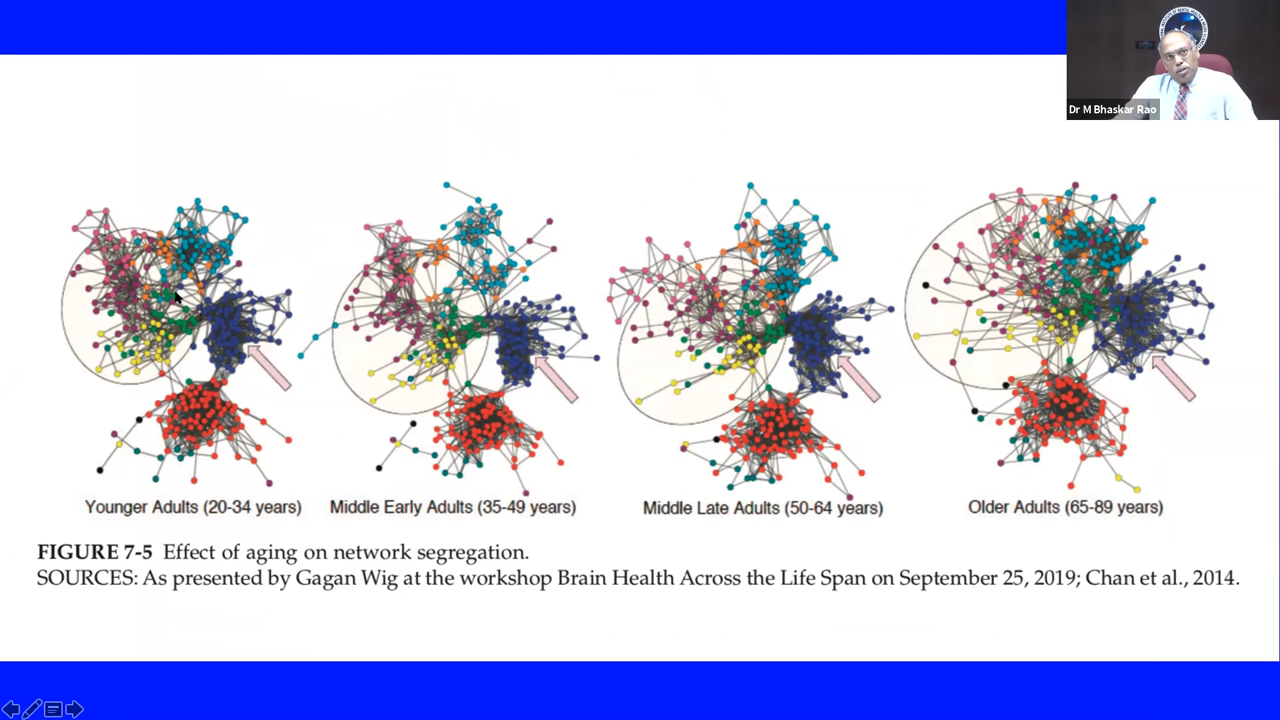 Dr M Bhaskar Rao
Younger Adults (20-34 years)
Middle Early Adults (35-49 years)
Middle Late Adults (50-64 years)
Older Adults (65-89 years)
FIGURE 7-5 Effect of aging on network segregation.
SOURCES: As presented by Gagan Wig at the workshop Brain Health Across the Life Span on September 25, 2019; Chan et al., 2014.